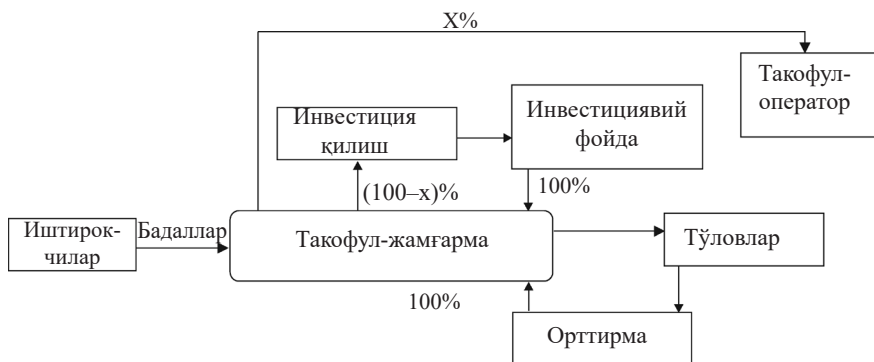 X%
Такофул-
оператор
Инвестиция
қилиш
Инвестициявий
фойда
(100–x)%
100%
Иштирок-
чилар
Бадаллар
Такофул-жамғарма
Тўловлар
100%
Орттирма